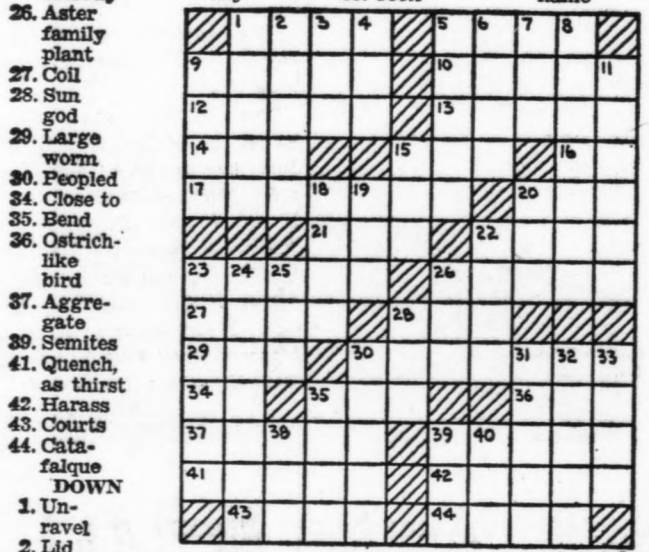 26. Aster
family
plant
27. Coil
28. Sun
god
29. Large
worm
30. Peopled
34. Close to
35. Bend
36. Ostrich-
like
bird
37. Aggre-
gate
39. Semites
41. Quench,
as thirst
42. Harass
43. Courts
44. Cata-
falque
DOWN
1. Un-
ravel
2. Lid
1 2 3 4 5 6 7 8
9 10 11
12 13
14 15 16
17 18 19 20
21 22
23 24 25 26
27 28
29 30 31 32 33
34 35 36
37 38 39 40
41 42
43 44